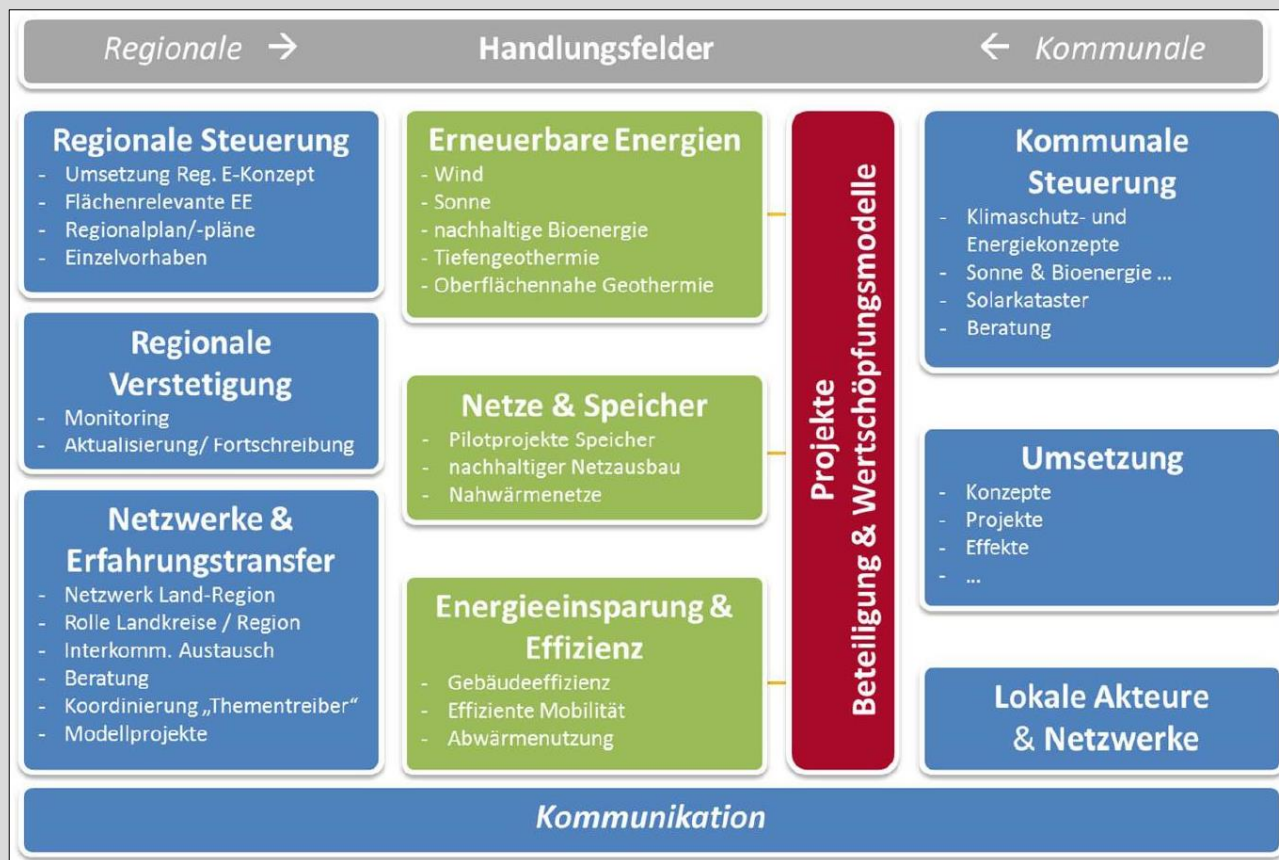 Regionale → Handlungsfelder ← Kommunale
Regionale Steuerung
- Umsetzung Reg. E-Konzept
- Flächenrelevante EE
- Regionalplan/-pläne
- Einzelvorhaben
Regionale
Verstetigung
- Monitoring
- Aktualisierung/ Fortschreibung
Netzwerke &
Erfahrungstransfer
- Netzwerk Land-Region
- Rolle Landkreise / Region
- Interkomm. Austausch
- Beratung
- Koordinierung „Thementreiber“
- Modellprojekte
Erneuerbare Energien
- Wind
- Sonne
- nachhaltige Bioenergie
- Tiefengeothermie
- Oberflächennahe Geothermie
Netze & Speicher
- Pilotprojekte Speicher
- nachhaltiger Netzausbau
- Nahwärmenetze
Energieeinsparung &
Effizienz
- Gebäudeeffizienz
- Effiziente Mobilität
- Abwärmenutzung
Projekte
Beteiligung & Wertschöpfungsmodelle
Kommunale
Steuerung
- Klimaschutz- und
Energiekonzepte
- Sonne & Bioenergie ...
- Solarkataster
- Beratung
Umsetzung
- Konzepte
- Projekte
- Effekte
- ...
Lokale Akteure
& Netzwerke
Kommunikation